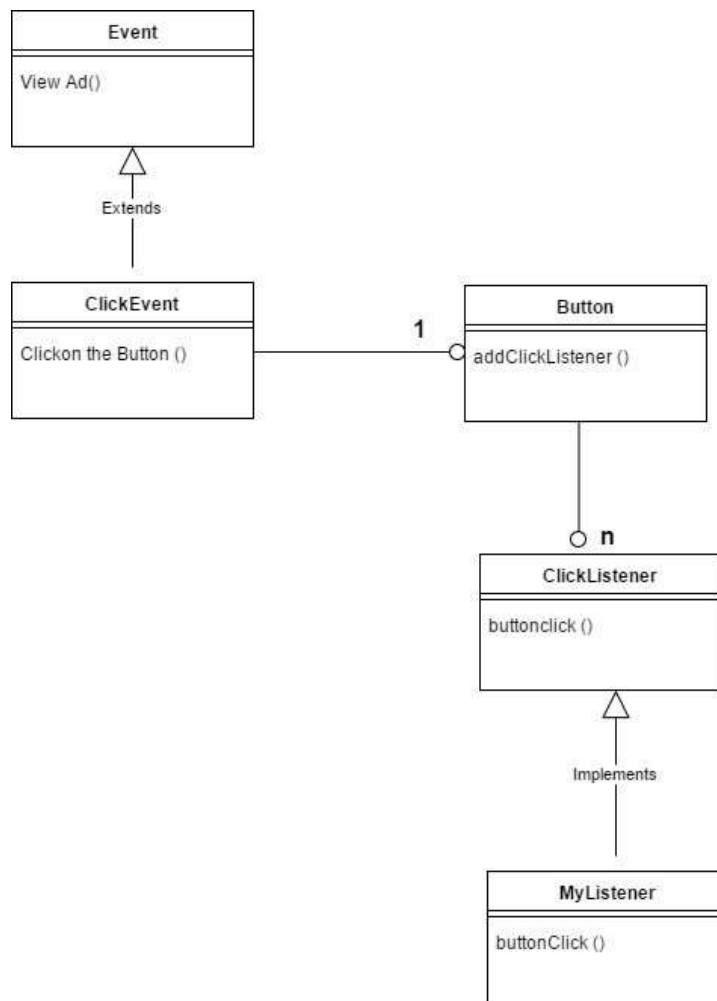 Event
View Ad()
Extends
ClickEvent
Clickon the Button ()
1
Button
addClickListener ()
n
ClickListener
buttonclick ()
Implements
MyListener
buttonClick ()